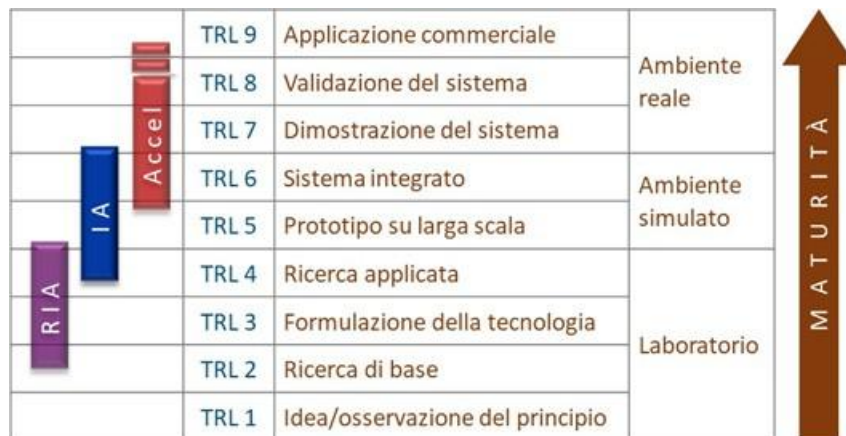 TRL 9 Applicazione commerciale
TRL 8 Validazione del sistema
TRL 7 Dimostrazione del sistema
TRL 6 Sistema integrato
TRL 5 Prototipo su larga scala
TRL 4 Ricerca applicata
TRL 3 Formulazione della tecnologia
TRL 2 Ricerca di base
TRL 1 Idea/osservazione del principio
Ambiente
reale
Ambiente
simulato
Laboratorio
Accel
IA
RIA
MATURITÀ